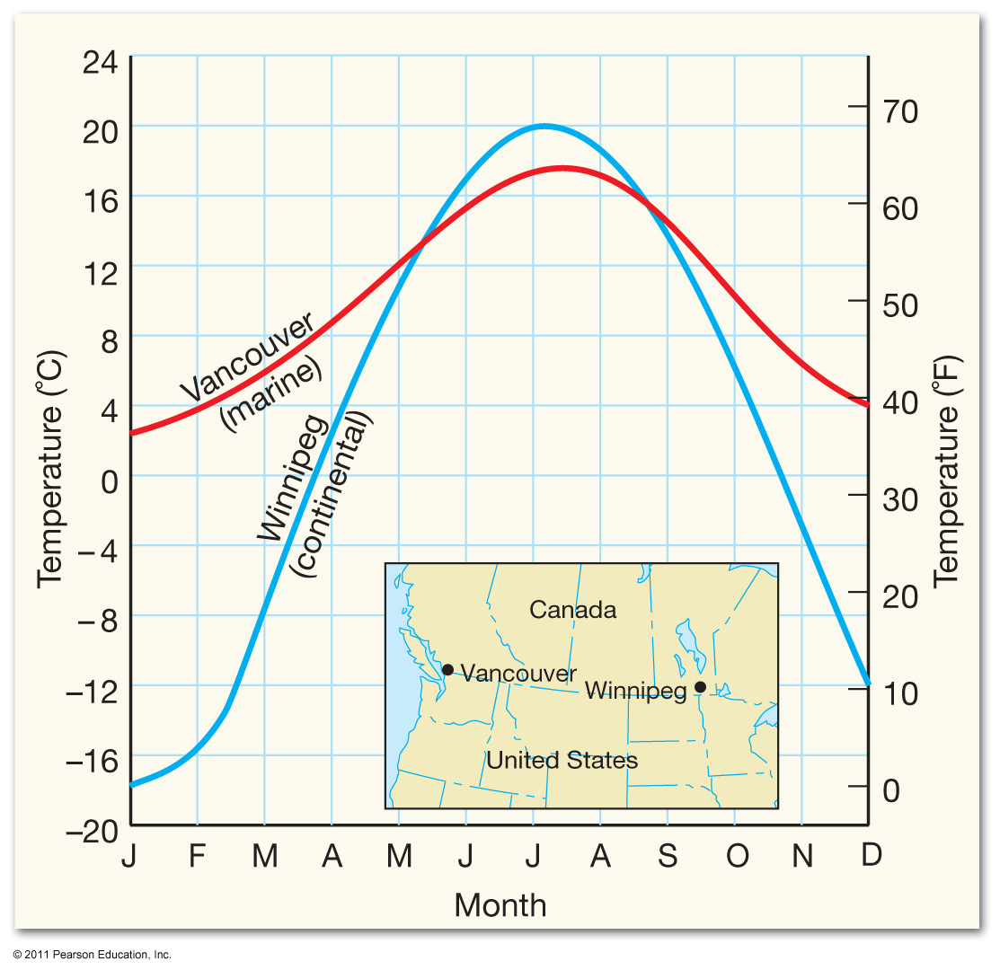 24
20
16
12
8
4
0
−4
−8
−12
−16
−20
Temperature (°C)
70
60
50
40
30
20
10
0
Temperature (°F)
Vancouver
(marine)
Winnipeg
(continental)
Canada
Vancouver
Winnipeg
United States
J F M A M J J A S O N D
Month
© 2011 Pearson Education, Inc.